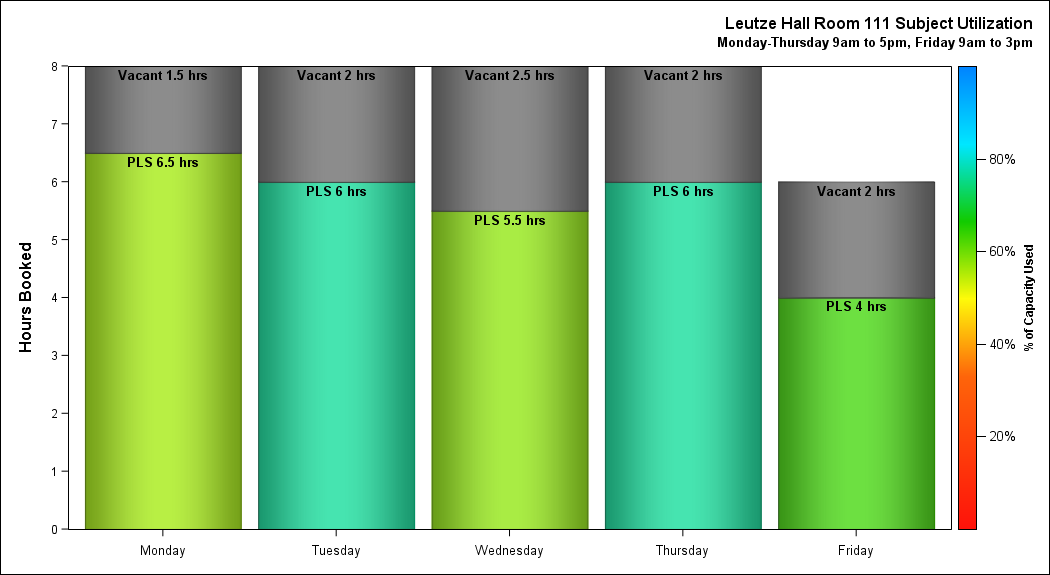 Leutze Hall Room 111 Subject Utilization
Monday-Thursday 9am to 5pm, Friday 9am to 3pm
Hours Booked
8
7
6
5
4
3
2
1
0
Vacant 1.5 hrs
PLS 6.5 hrs
Vacant 2 hrs
PLS 6 hrs
Vacant 2.5 hrs
PLS 5.5 hrs
Vacant 2 hrs
PLS 6 hrs
Vacant 2 hrs
PLS 4 hrs
Monday
Tuesday
Wednesday
Thursday
Friday
80%
60%
40%
20%
% of Capacity Used